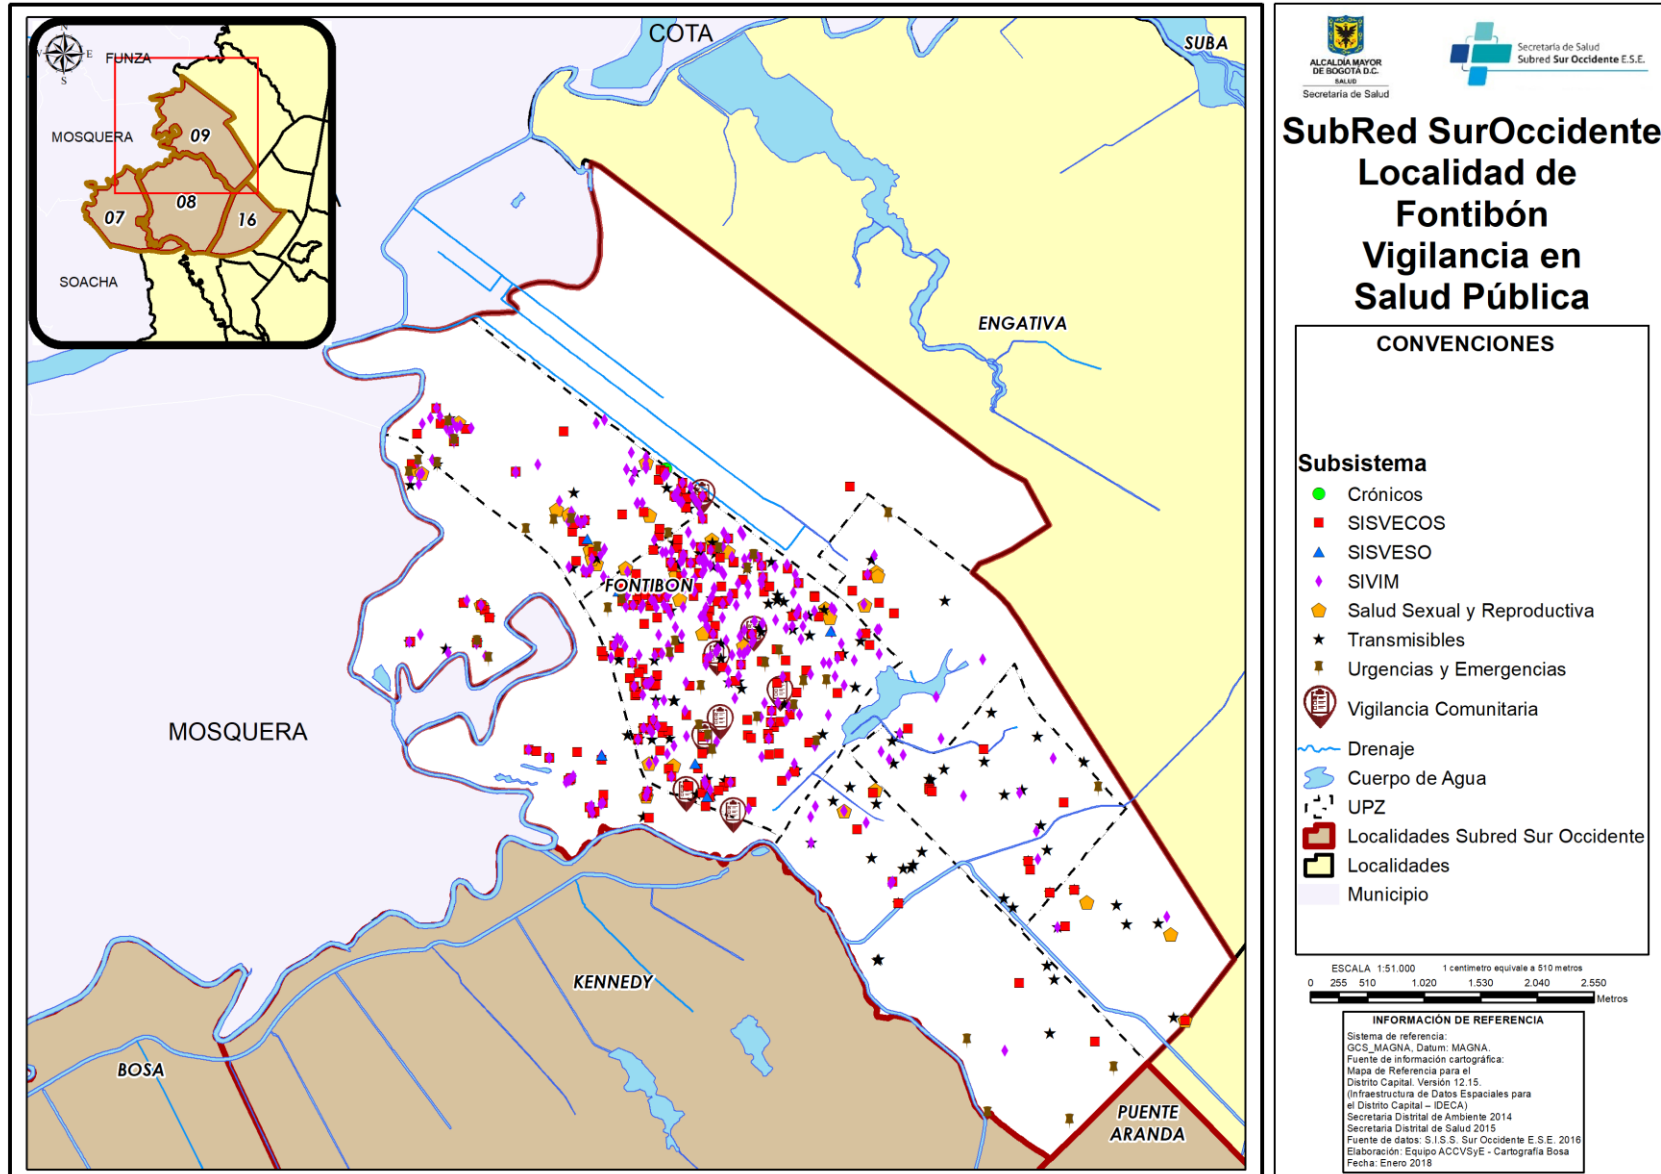 COTA
SUBA
FUNZA
N
W
E
S
MOSQUERA
09
07
08
16
SOACHA
ENGATIVA
FONTIBON
MOSQUERA
KENNEDY
BOSA
PUENTE
ARANDA
ALCALDÍA MAYOR
DE BOGOTÁ D.C.
SALUD
Secretaría de Salud
Secretaría de Salud
Subred Sur Occidente E.S.E.
SubRed SurOccidente
Localidad de
Fontibón
Vigilancia en
Salud Pública
CONVENCIONES
Subsistema
Crónicos
SISVECOS
SISVESO
SIVIM
Salud Sexual y Reproductiva
Transmisibles
Urgencias y Emergencias
Vigilancia Comunitaria
Drenaje
Cuerpo de Agua
UPZ
Localidades Subred Sur Occidente
Localidades
Municipio
ESCALA 1:51.000 1 centimetro equivale a 510 metros
0 255 510 1.020 1.530 2.040 2.550
Metros
INFORMACIÓN DE REFERENCIA
Sistema de referencia:
GCS_MAGNA, Datum: MAGNA.
Fuente de información cartográfica:
Mapa de Referencia para el
Distrito Capital. Versión 12.15.
(Infraestructura de Datos Espaciales para
el Distrito Capital – IDECA)
Secretaria Distrital de Ambiente 2014
Secretaria Distrital de Salud 2015
Fuente de datos: S.I.S.S. Sur Occidente E.S.E. 2016
Elaboración: Equipo ACCVSyE - Cartografía Bosa
Fecha: Enero 2018